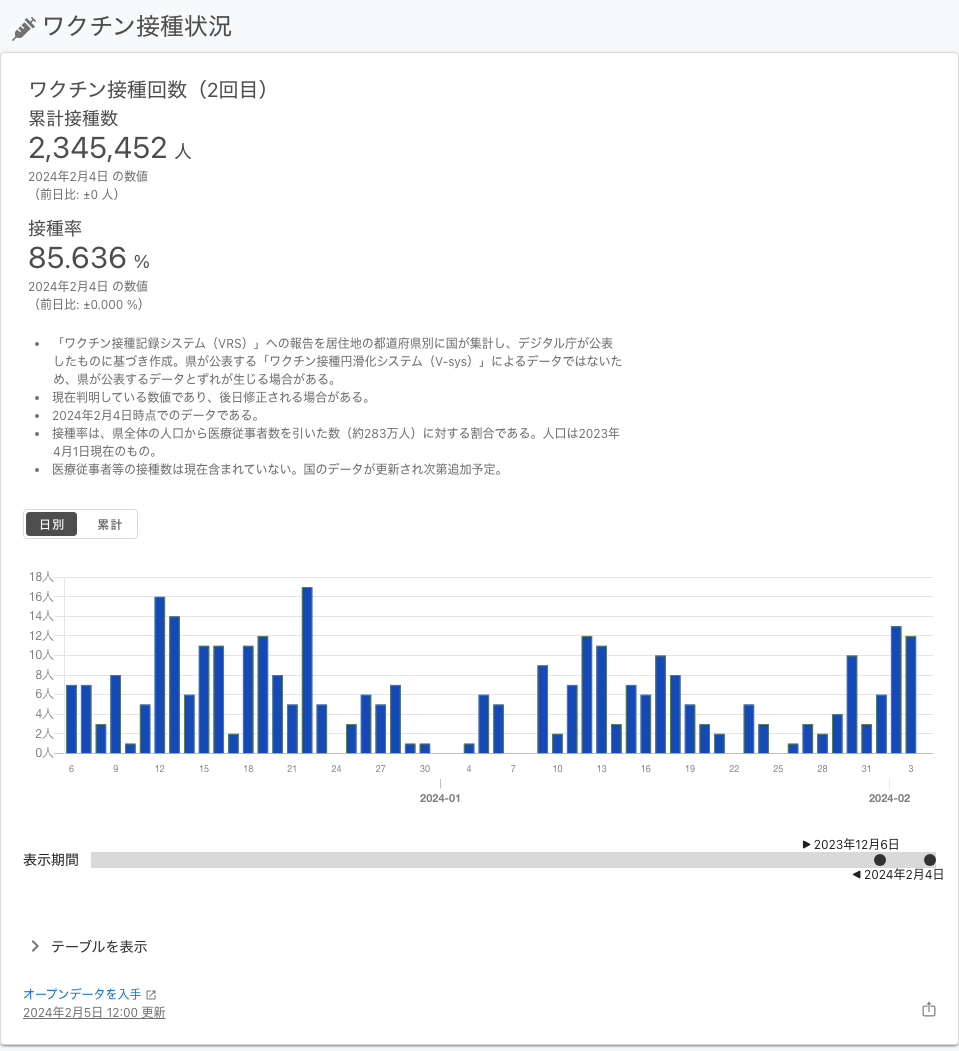 ワクチン接種状況
ワクチン接種回数（2回目）
累計接種数
2,345,452 人
2024年2月4日 の数値
（前日比: ±0 人）
接種率
85.636 %
2024年2月4日 の数値
（前日比: ±0.000 %）
• 「ワクチン接種記録システム（VRS）」への報告を居住地の都道府県別に国が集計し、デジタル庁が公表
したものに基づき作成。県が公表する「ワクチン接種円滑化システム（V-sys）」によるデータではないた
め、県が公表するデータとずれが生じる場合がある。
• 現在判明している数値であり、後日修正される場合がある。
• 2024年2月4日時点でのデータである。
• 接種率は、県全体の人口から医療従事者数を引いた数（約283万人）に対する割合である。人口は2023年
4月1日現在のもの。
• 医療従事者等の接種数は現在含まれていない。国のデータが更新され次第追加予定。
日別 累計
18人
16人
14人
12人
10人
8人
6人
4人
2人
0人
6 9 12 15 18 21 24 27 30 4 7 10 13 16 19 22 25 28 31 3
2024-01 2024-02
▶ 2023年12月6日
表示期間
◀ 2024年2月4日
テーブルを表示
オープンデータを入手
2024年2月5日 12:00 更新